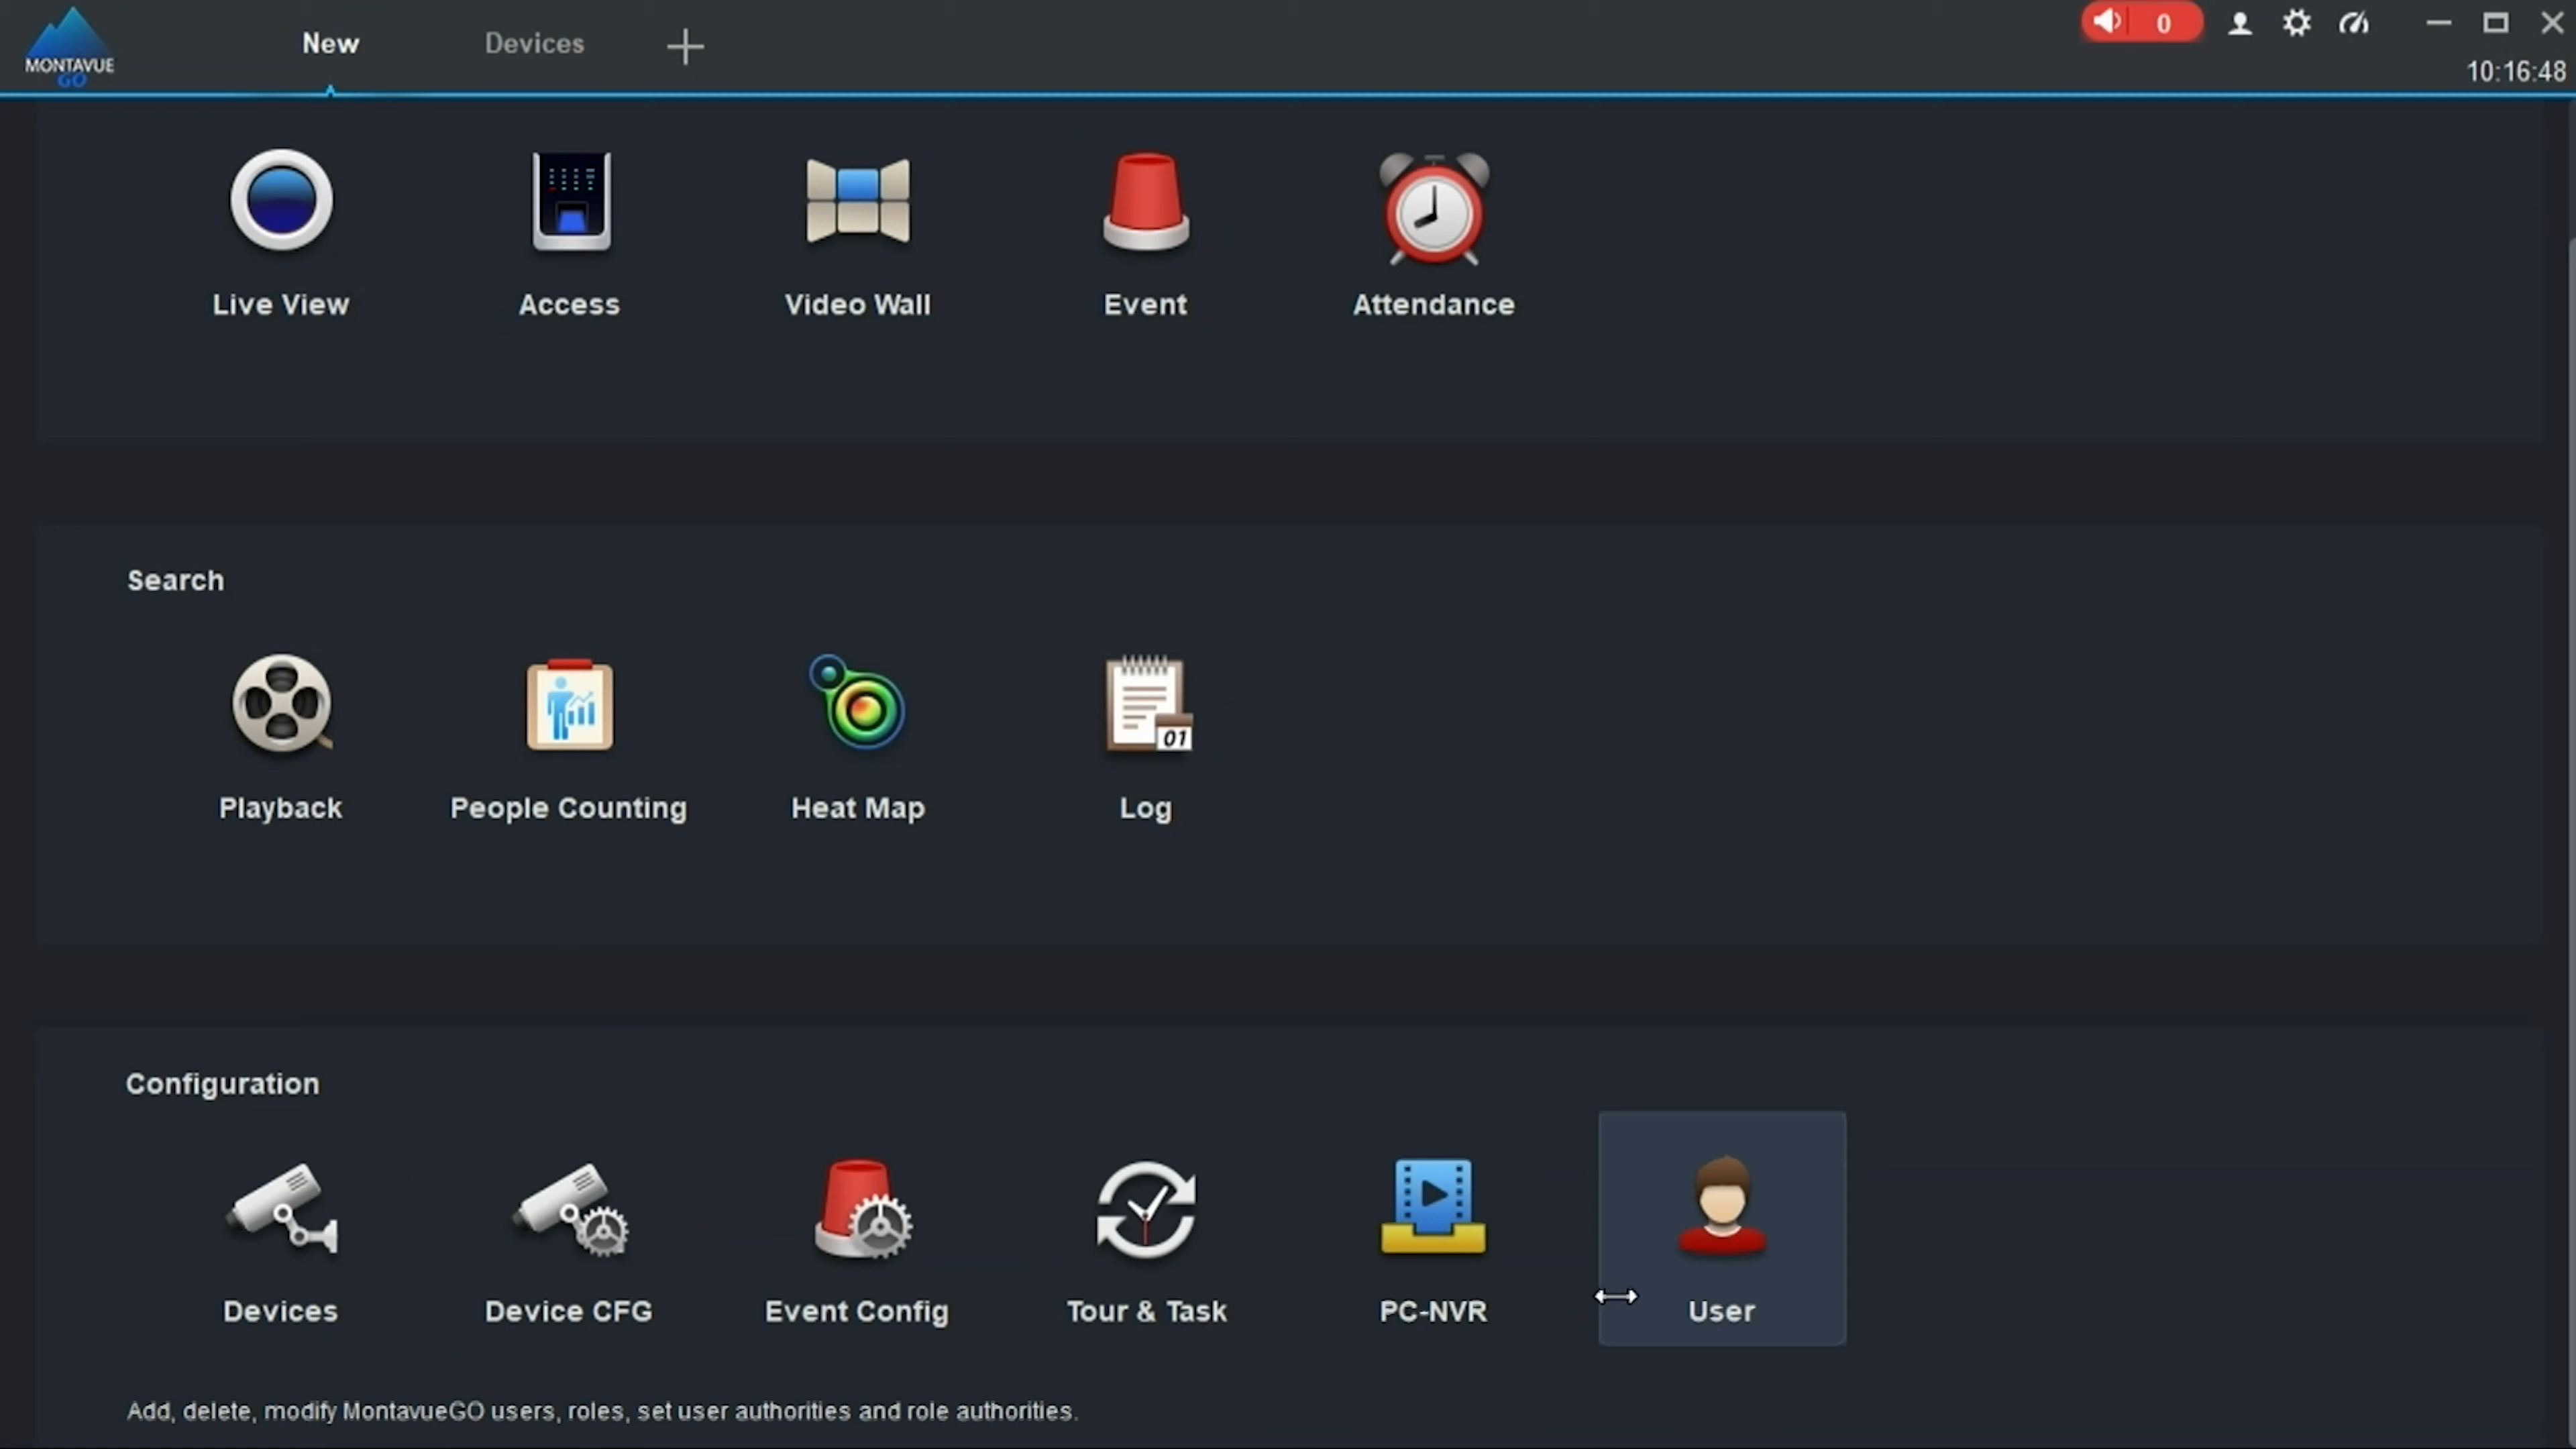 MONTAVUE
GO
New
Devices
0
10:16:48
Live View
Access
Video Wall
Event
Attendance
Search
Playback
People Counting
Heat Map
01
Log
Configuration
Devices
Device CFG
Event Config
Tour & Task
PC-NVR
User
Add, delete, modify MontavueGO users, roles, set user authorities and role authorities.